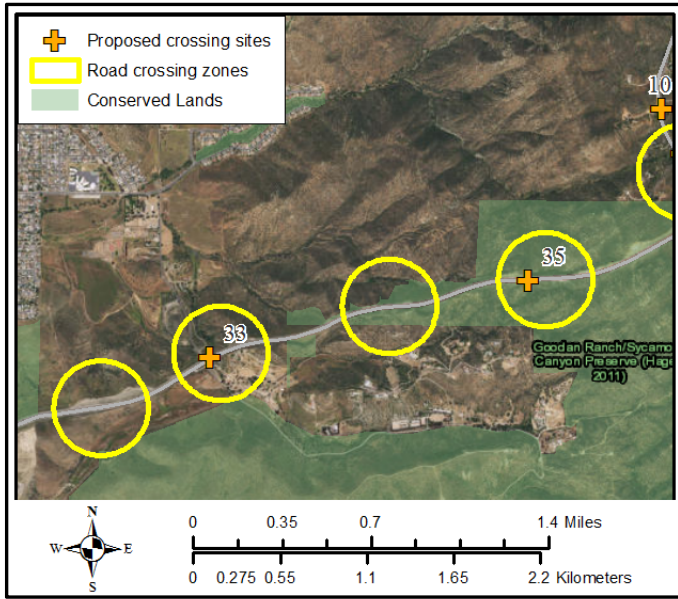 Proposed crossing sites
Road crossing zones
Conserved Lands
10
35
33
Goodan Ranch/Sycamo
Canyon Preserve (Hage
2011)
N
W E
S
0 0.35 0.7 1.4 Miles
0 0.275 0.55 1.1 1.65 2.2 Kilometers